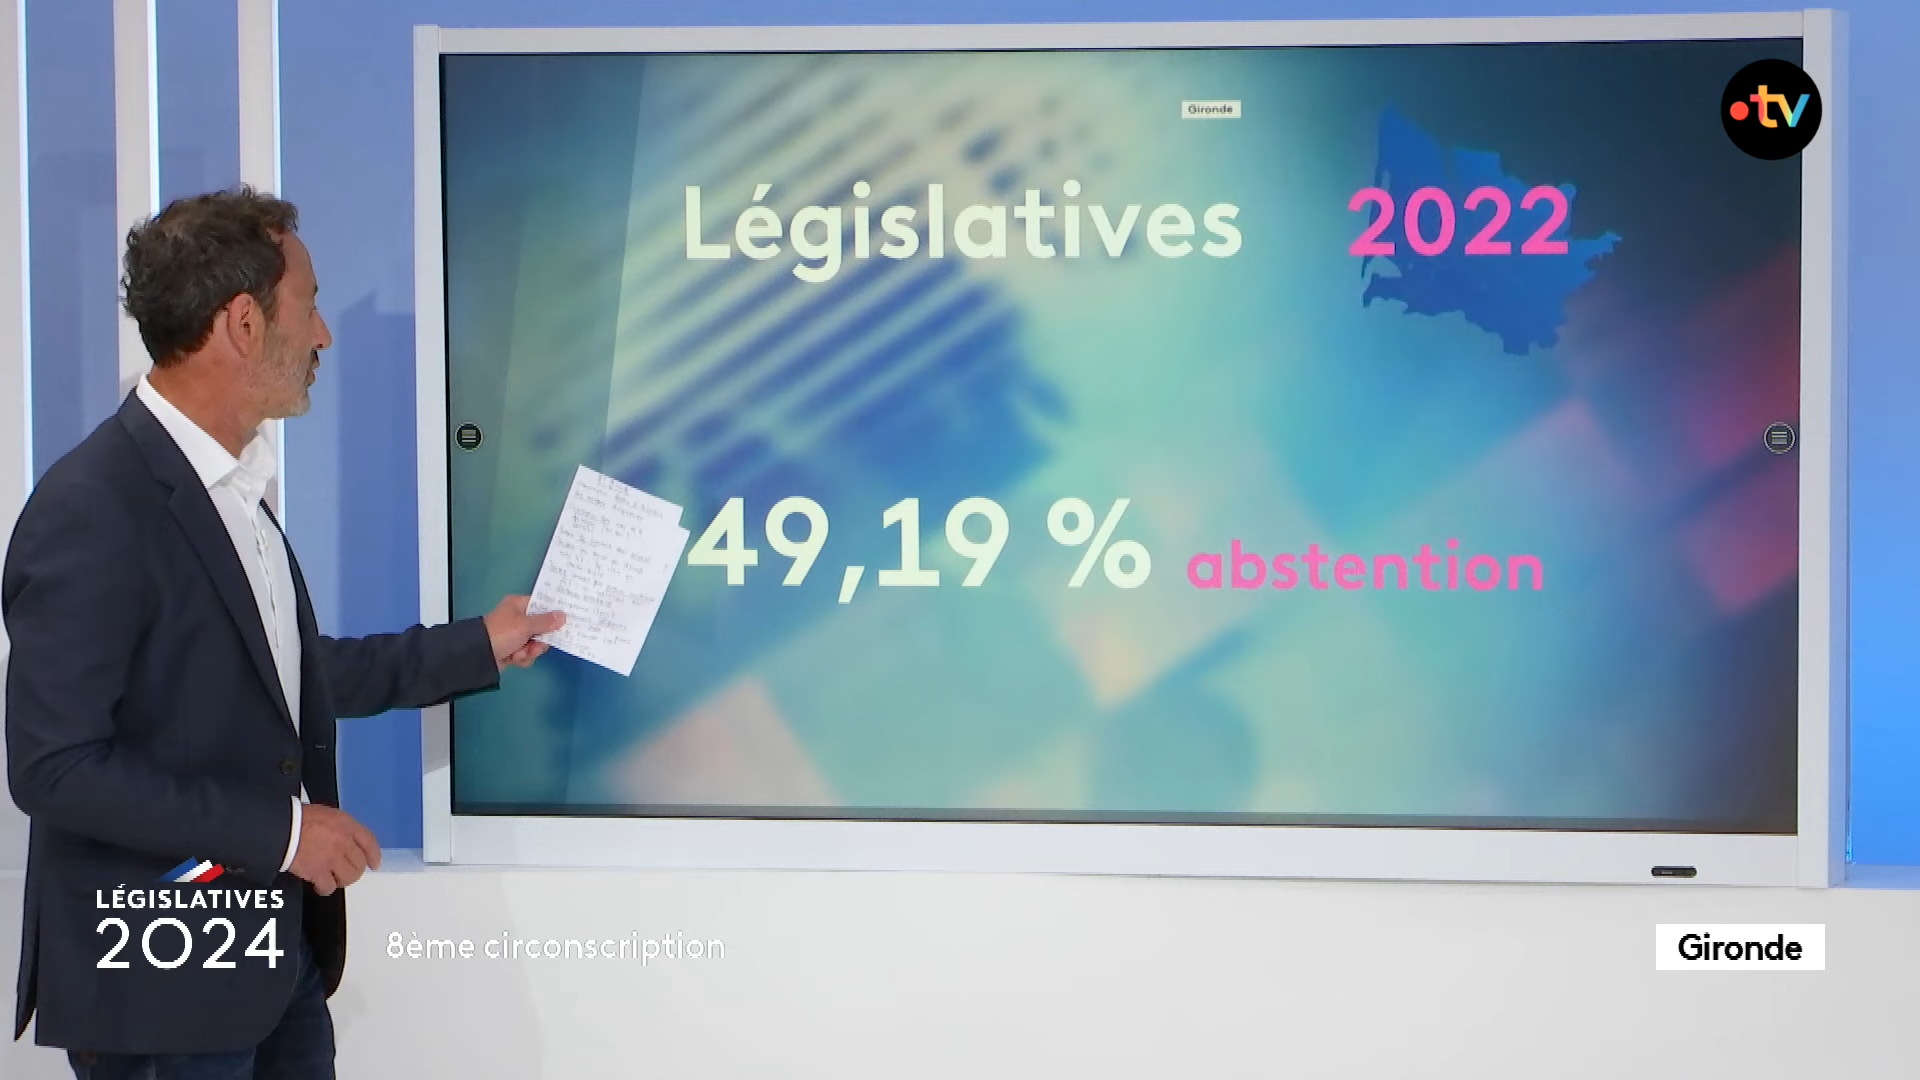 Gironde
Législatives 2022
49,19 % abstention
tv
LÉGISLATIVES
2024
8ème circonscription
Gironde